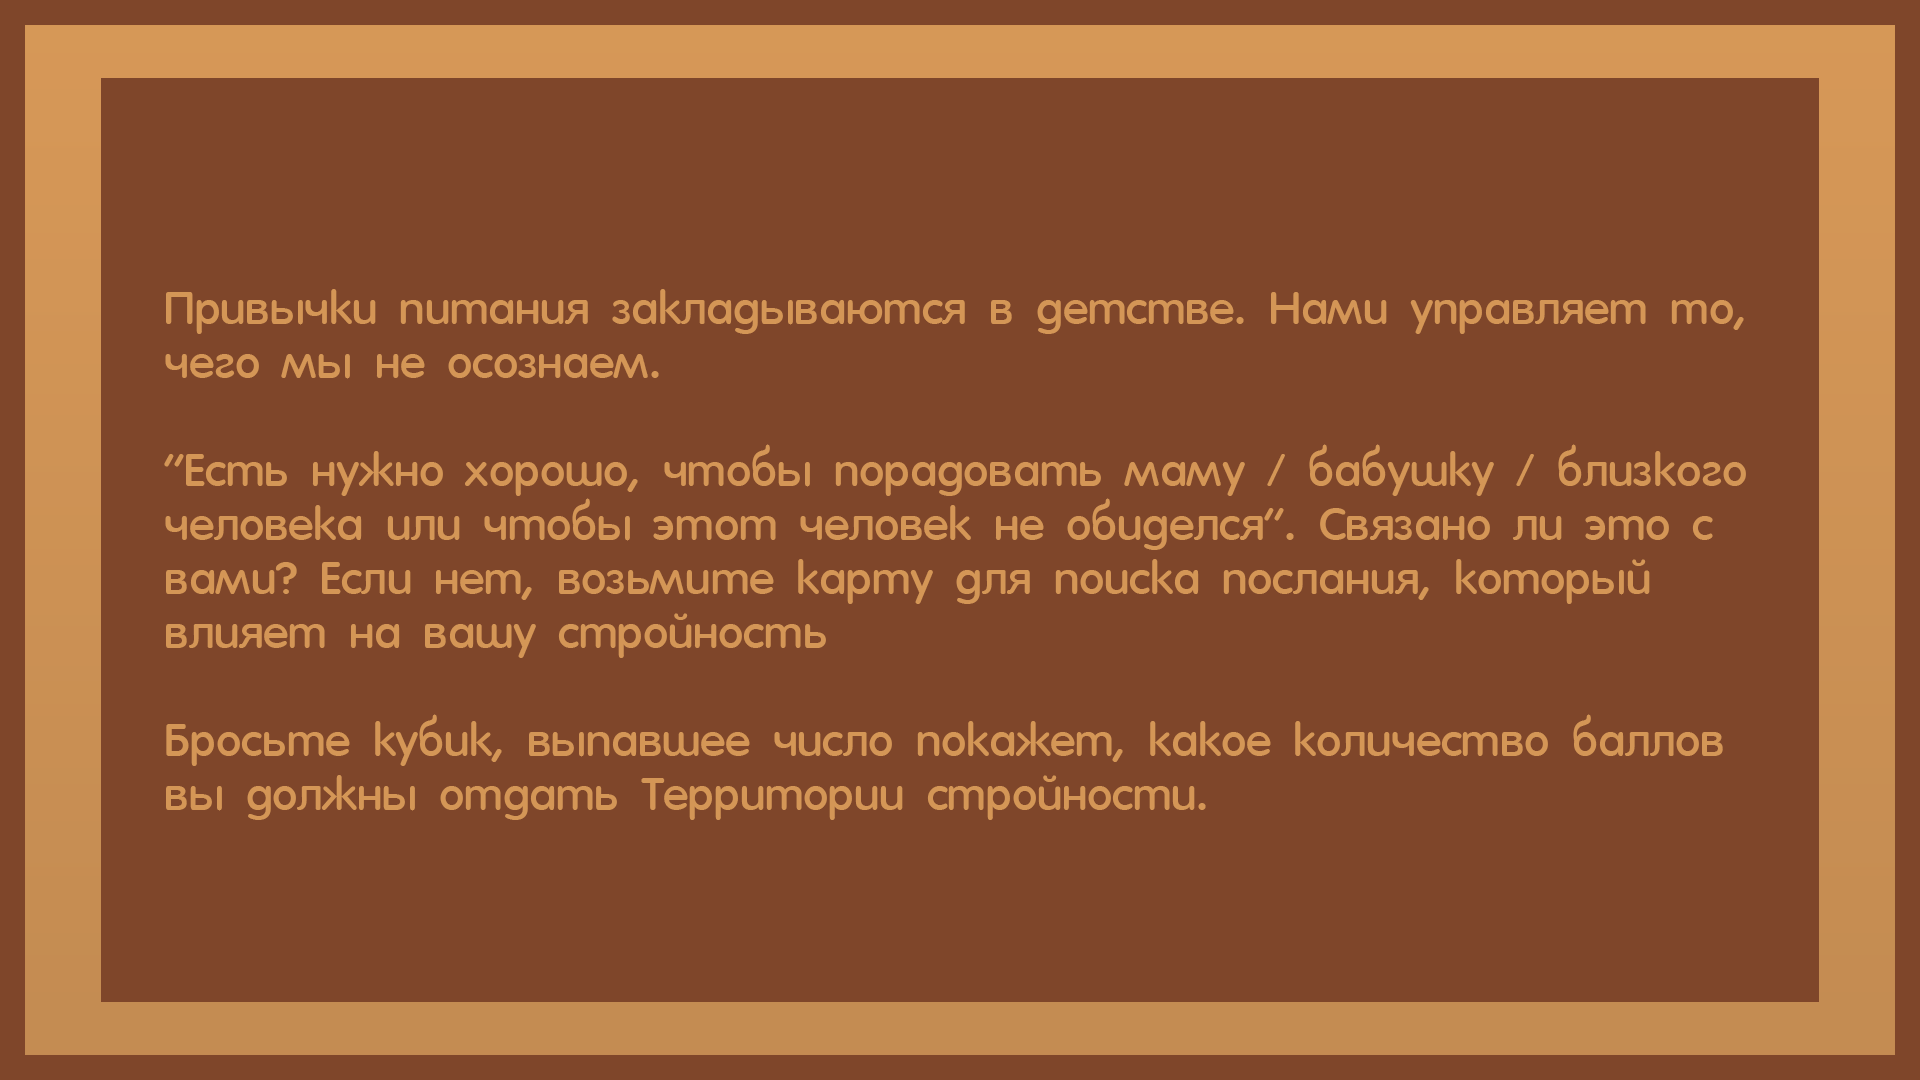 Привычки питания закладываются в детстве. Нами управляет то,
чего мы не осознаем.
"Есть нужно хорошо, чтобы порадовать маму / бабушку / близкого
человека или чтобы этот человек не обиделся". Связано ли это с
вами? Если нет, возьмите карту для поиска послания, который
влияет на вашу стройность
Бросьте кубик, выпавшее число покажет, какое количество баллов
вы должны отдать Территории стройности.